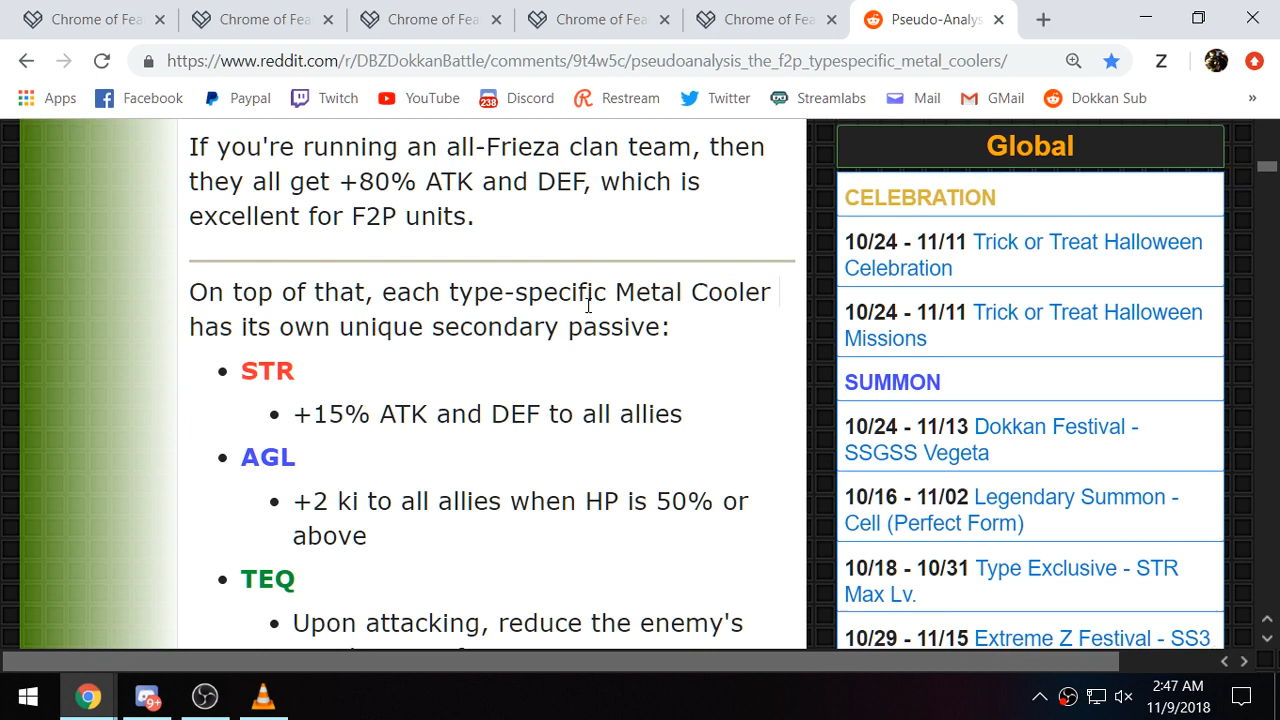 Chrome of Fea
Chrome of Fea
Chrome of Fea
Chrome of Fea
Chrome of Fea
Pseudo-Analys
https://www.reddit.com/r/DBZDokkanBattle/comments/9t4w5c/pseudoanalysis_the_f2p_typespecific_metal_coolers/
Z
Apps
Facebook
Paypal
Twitch
YouTube
238
Discord
Restream
Twitter
Streamlabs
Mail
GMail
Dokkan Sub
»
If you're running an all-Frieza clan team, then
they all get +80% ATK and DEF, which is
excellent for F2P units.
On top of that, each type-specific Metal Cooler
has its own unique secondary passive:
• STR
• +15% ATK and DEF to all allies
• AGL
• +2 ki to all allies when HP is 50% or
above
• TEQ
• Upon attacking, reduce the enemy's
Global
CELEBRATION
10/24 - 11/11 Trick or Treat Halloween
Celebration
10/24 - 11/11 Trick or Treat Halloween
Missions
SUMMON
10/24 - 11/13 Dokkan Festival -
SSGSS Vegeta
10/16 - 11/02 Legendary Summon -
Cell (Perfect Form)
10/18 - 10/31 Type Exclusive - STR
Max Lv.
10/29 - 11/15 Extreme Z Festival - SS3
9+
2:47 AM
11/9/2018